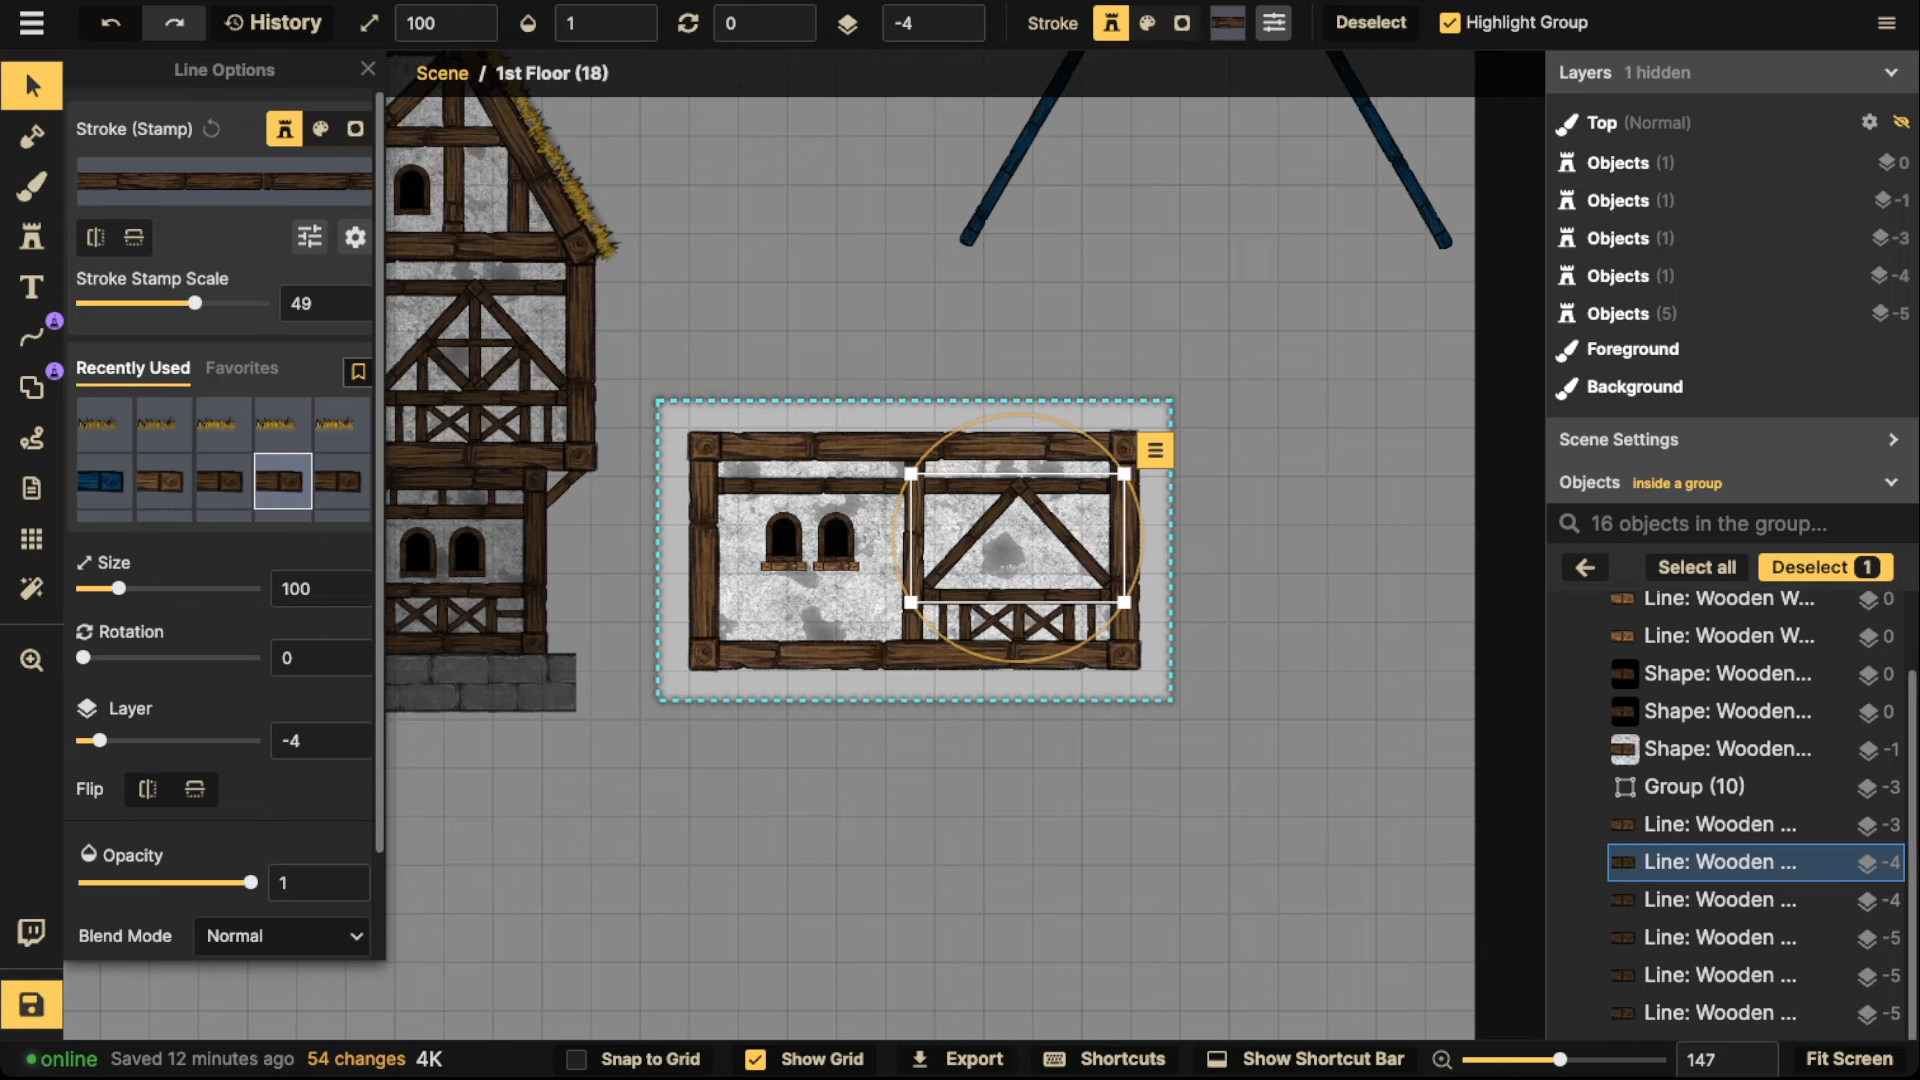 History
100
1
0
-4
Stroke
Deselect
Highlight Group
Line Options
Scene / 1st Floor (18)
Stroke (Stamp)
Stroke Stamp Scale
49
Recently Used
Favorites
Size
100
Rotation
0
Layer
-4
Flip
Opacity
1
Blend Mode
Normal
Layers 1 hidden
Top (Normal)
Objects (1) 0
Objects (1) -1
Objects (1) -3
Objects (1) -4
Objects (5) -5
Foreground
Background
Scene Settings
Objects inside a group
16 objects in the group...
Select all
Deselect 1
Line: Wooden W... 0
Line: Wooden W... 0
Shape: Wooden... 0
Shape: Wooden... 0
Shape: Wooden... -1
Group (10) -3
Line: Wooden ... -3
Line: Wooden ... -4
Line: Wooden ... -4
Line: Wooden ... -5
Line: Wooden ... -5
Line: Wooden ... -5
online
Saved 12 minutes ago
54 changes
4K
Snap to Grid
Show Grid
Export
Shortcuts
Show Shortcut Bar
147
Fit Screen